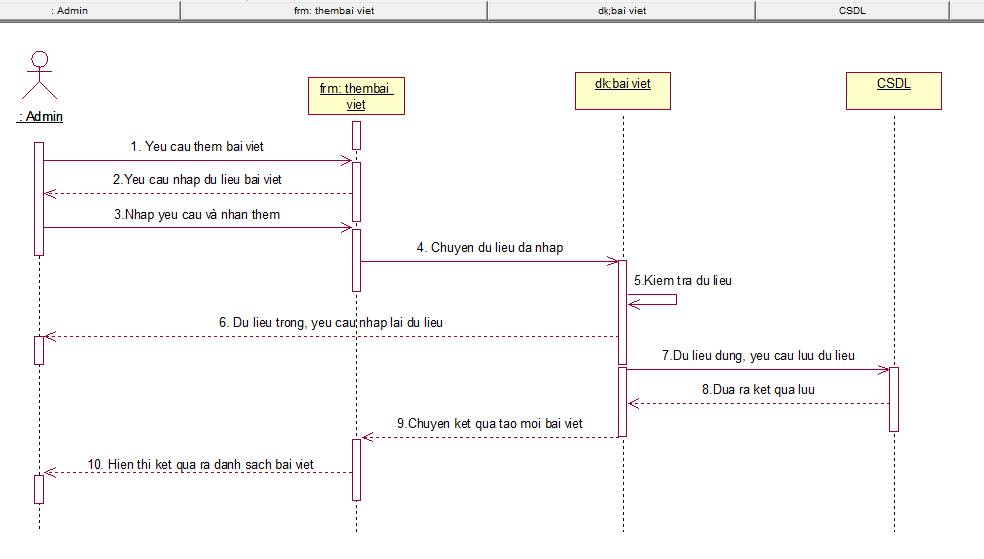 : Admin
frm: thembai viet
dk;bai viet
CSDL
frm: thembai
viet
dk;bai viet
CSDL
: Admin
1. Yeu cau them bai viet
2.Yeu cau nhap du lieu bai viet
3.Nhap yeu cau và nhan them
4. Chuyen du lieu da nhap
5.Kiem tra du lieu
6. Du lieu trong, yeu cau nhap lai du lieu
7.Du lieu dung, yeu cau luu du lieu
8.Dua ra ket qua luu
9.Chuyen ket qua tao moi bai viet
10. Hien thi ket qua ra danh sach bai viet